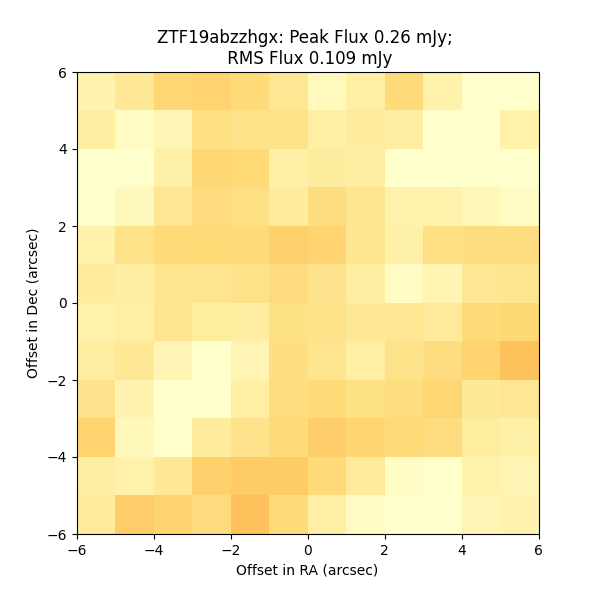 ZTF19abzzhgx: Peak Flux 0.26 mJy;
RMS Flux 0.109 mJy
6
4
2
0
−2
−4
−6
Offset in Dec (arcsec)
−6 −4 −2 0 2 4 6
Offset in RA (arcsec)